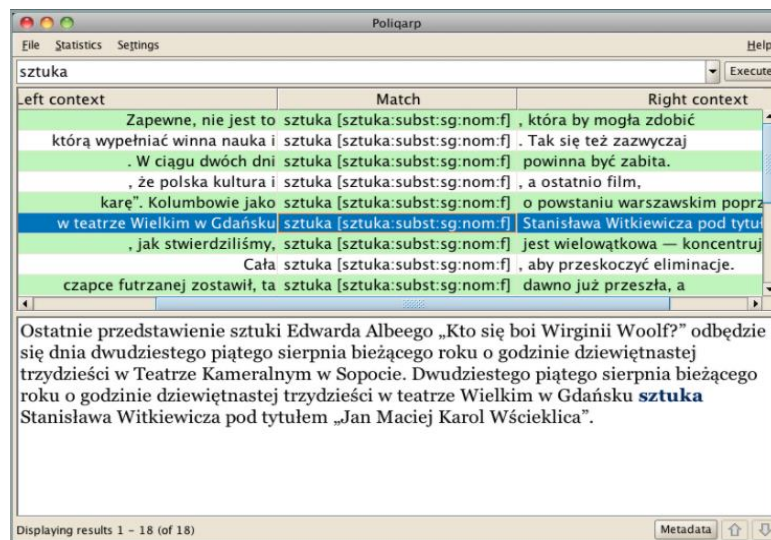 Poliqarp
File Statistics Settings Help
sztuka Execute
Left context Match Right context
Zapewne, nie jest to sztuka [sztuka:subst:sg:nom:f] , która by mogła zdobić
którą wypełniać winna nauka i sztuka [sztuka:subst:sg:nom:f] . Tak się też zazwyczaj
. W ciągu dwóch dni sztuka [sztuka:subst:sg:nom:f] powinna być zabita.
, że polska kultura i sztuka [sztuka:subst:sg:nom:f] , a ostatnio film,
karę”. Kolumbowie jako sztuka [sztuka:subst:sg:nom:f] o powstaniu warszawskim poprz
w teatrze Wielkim w Gdańsku sztuka [sztuka:subst:sg:nom:f] Stanisława Witkiewicza pod tytuł
, jak stwierdziliśmy, sztuka [sztuka:subst:sg:nom:f] jest wielowątkowa — koncentruj
Cała sztuka [sztuka:subst:sg:nom:f] , aby przeskoczyć eliminacje.
czapce futrzanej zostawił, ta sztuka [sztuka:subst:sg:nom:f] dawno już przeszła, a
Ostatnie przedstawienie sztuki Edwarda Albeego „Kto się boi Wirginii Woolf?” odbędzie
się dnia dwudziestego piątego sierpnia bieżącego roku o godzinie dziewiętnastej
trzydzieści w Teatrze Kameralnym w Sopocie. Dwudziestego piątego sierpnia bieżącego
roku o godzinie dziewiętnastej trzydzieści w teatrze Wielkim w Gdańsku sztuka
Stanisława Witkiewicza pod tytułem „Jan Maciej Karol Wścieklica”.
Displaying results 1 – 18 (of 18) Metadata